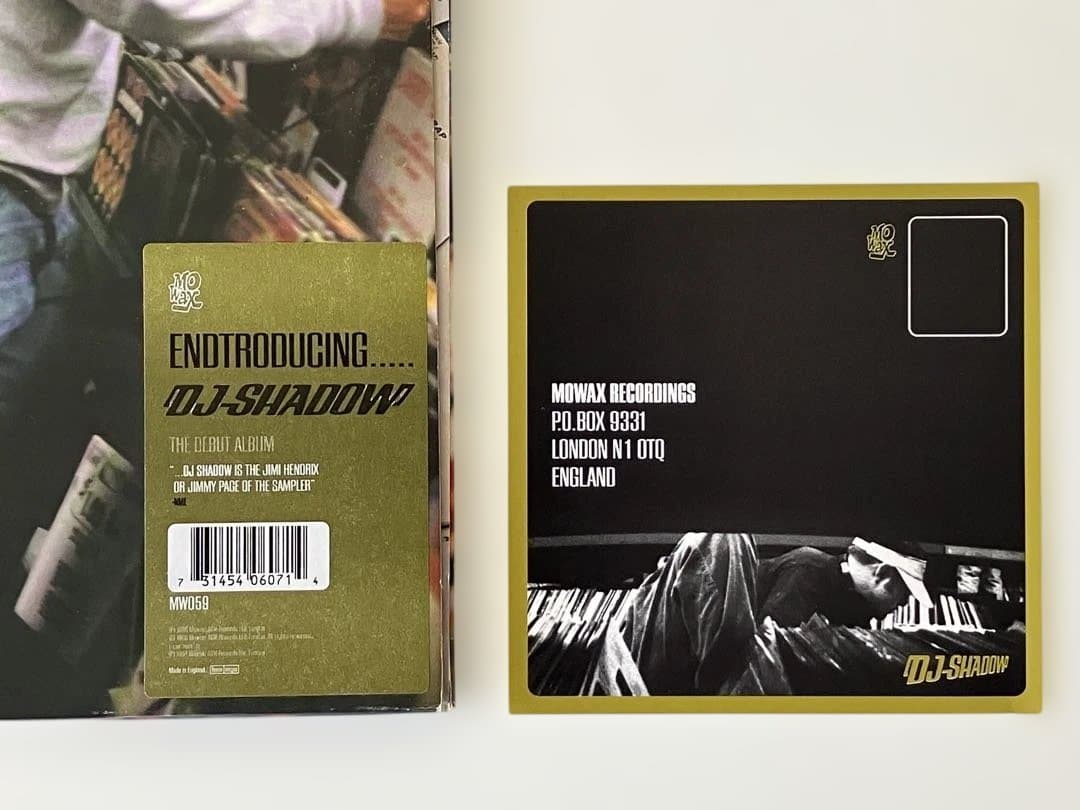 MO
WAX
ENDTRODUCING.....
DJ-SHADOW
THE DEBUT ALBUM
"...DJ SHADOW IS THE JIMI HENDRIX
OR JIMMY PAGE OF THE SAMPLER"
-NME
7 31454 06071 4
MW059
Made in England.
MO
WAX
MOWAX RECORDINGS
P.O.BOX 9331
LONDON N1 0TQ
ENGLAND
DJ-SHADOW